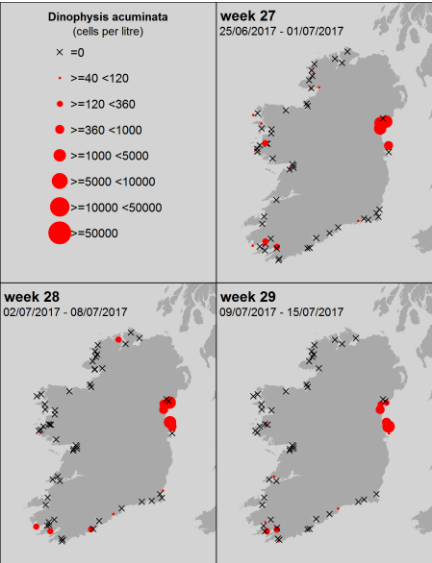 Dinophysis acuminata
(cells per litre)
=0
>=40 <120
>=120 <360
>=360 <1000
>=1000 <5000
>=5000 <10000
>=10000 <50000
>=50000
week 27
25/06/2017 - 01/07/2017
week 28
02/07/2017 - 08/07/2017
week 29
09/07/2017 - 15/07/2017